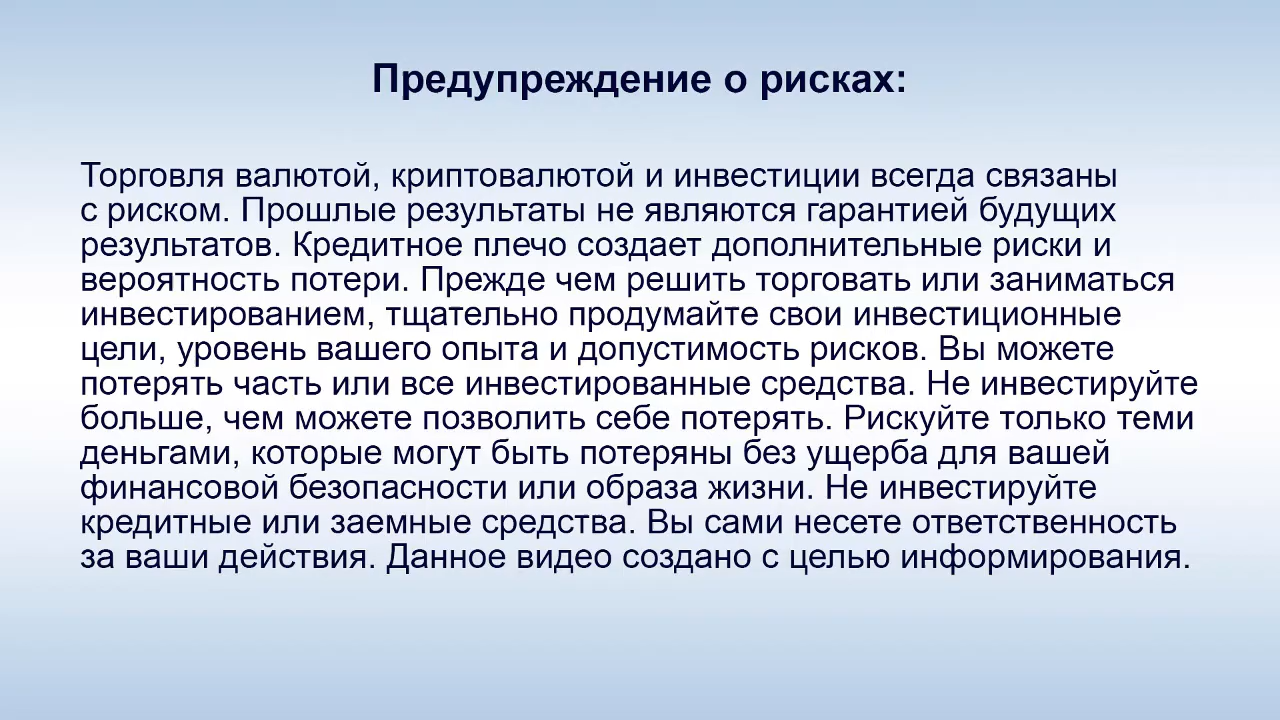 Предупреждение о рисках:
Торговля валютой, криптовалютой и инвестиции всегда связаны
с риском. Прошлые результаты не являются гарантией будущих
результатов. Кредитное плечо создает дополнительные риски и
вероятность потери. Прежде чем решить торговать или заниматься
инвестированием, тщательно продумайте свои инвестиционные
цели, уровень вашего опыта и допустимость рисков. Вы можете
потерять часть или все инвестированные средства. Не инвестируйте
больше, чем можете позволить себе потерять. Рискуйте только теми
деньгами, которые могут быть потеряны без ущерба для вашей
финансовой безопасности или образа жизни. Не инвестируйте
кредитные или заемные средства. Вы сами несете ответственность
за ваши действия. Данное видео создано с целью информирования.